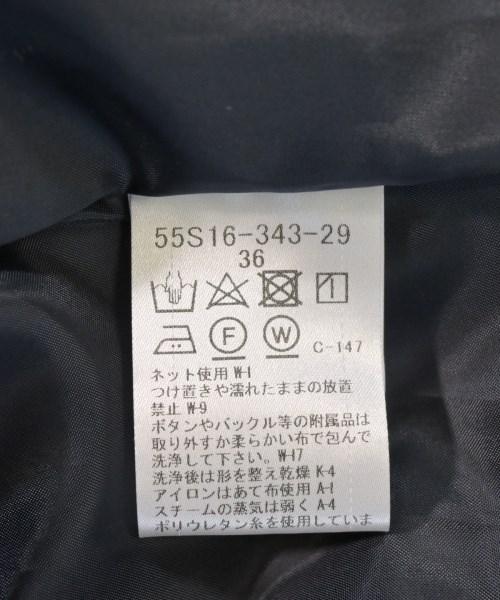 55S16-343-29
36
F W C-147
ネット使用 W-1
つけ置きや濡れたままの放置
禁止 W-9
ボタンやバックル等の附属品は
取り外すか柔らかい布で包んで
洗浄して下さい。W-17
洗浄後は形を整え乾燥 K-4
アイロンはあて布使用 A-1
スチームの蒸気は弱く A-4
ポリウレタン糸を使用していま